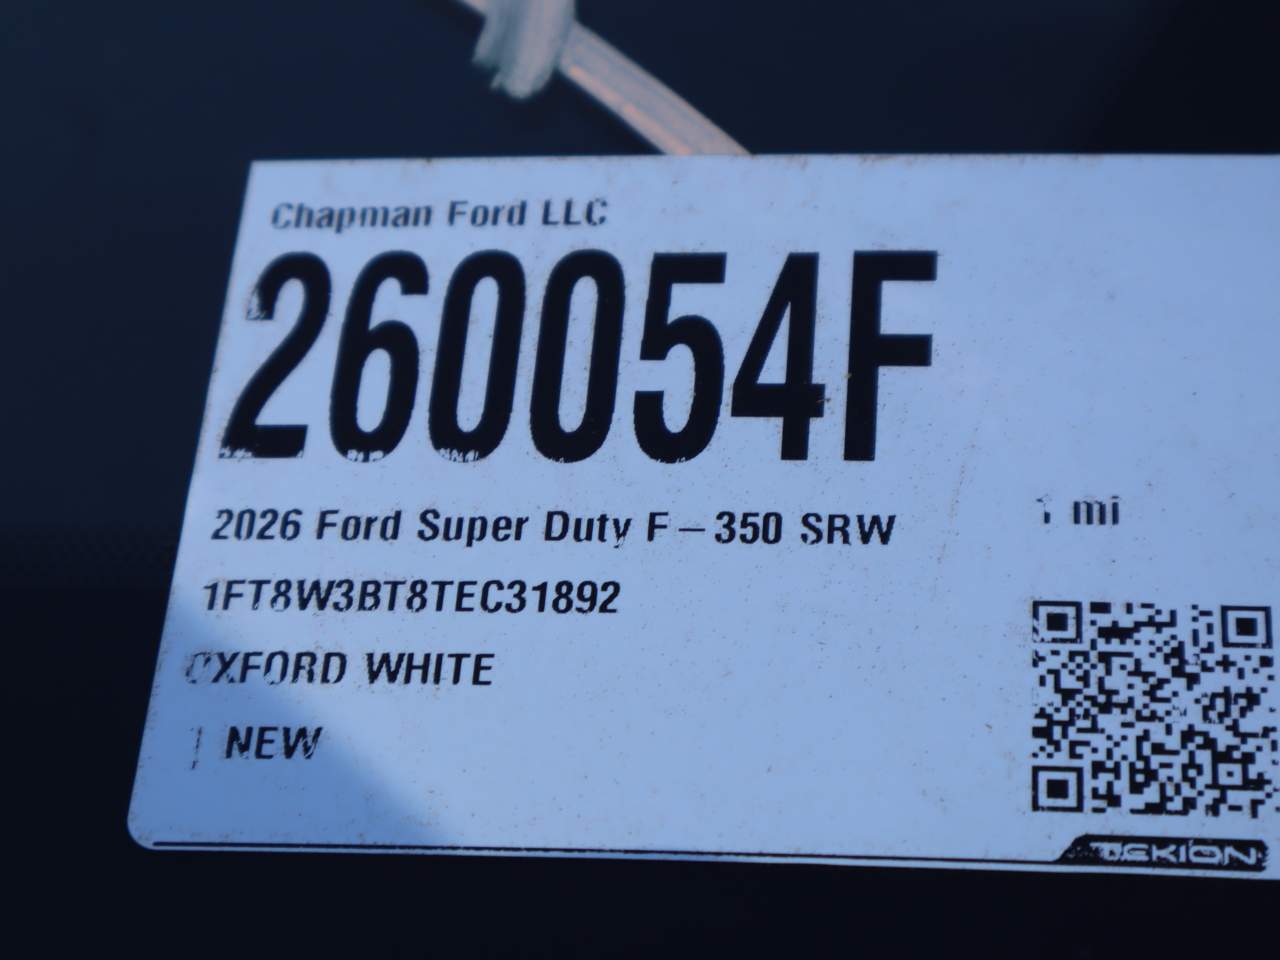 Chapman Ford LLC
260054F
2026 Ford Super Duty F-350 SRW
1 mi
1FT8W3BT8TEC31892
OXFORD WHITE
| NEW
TEKION